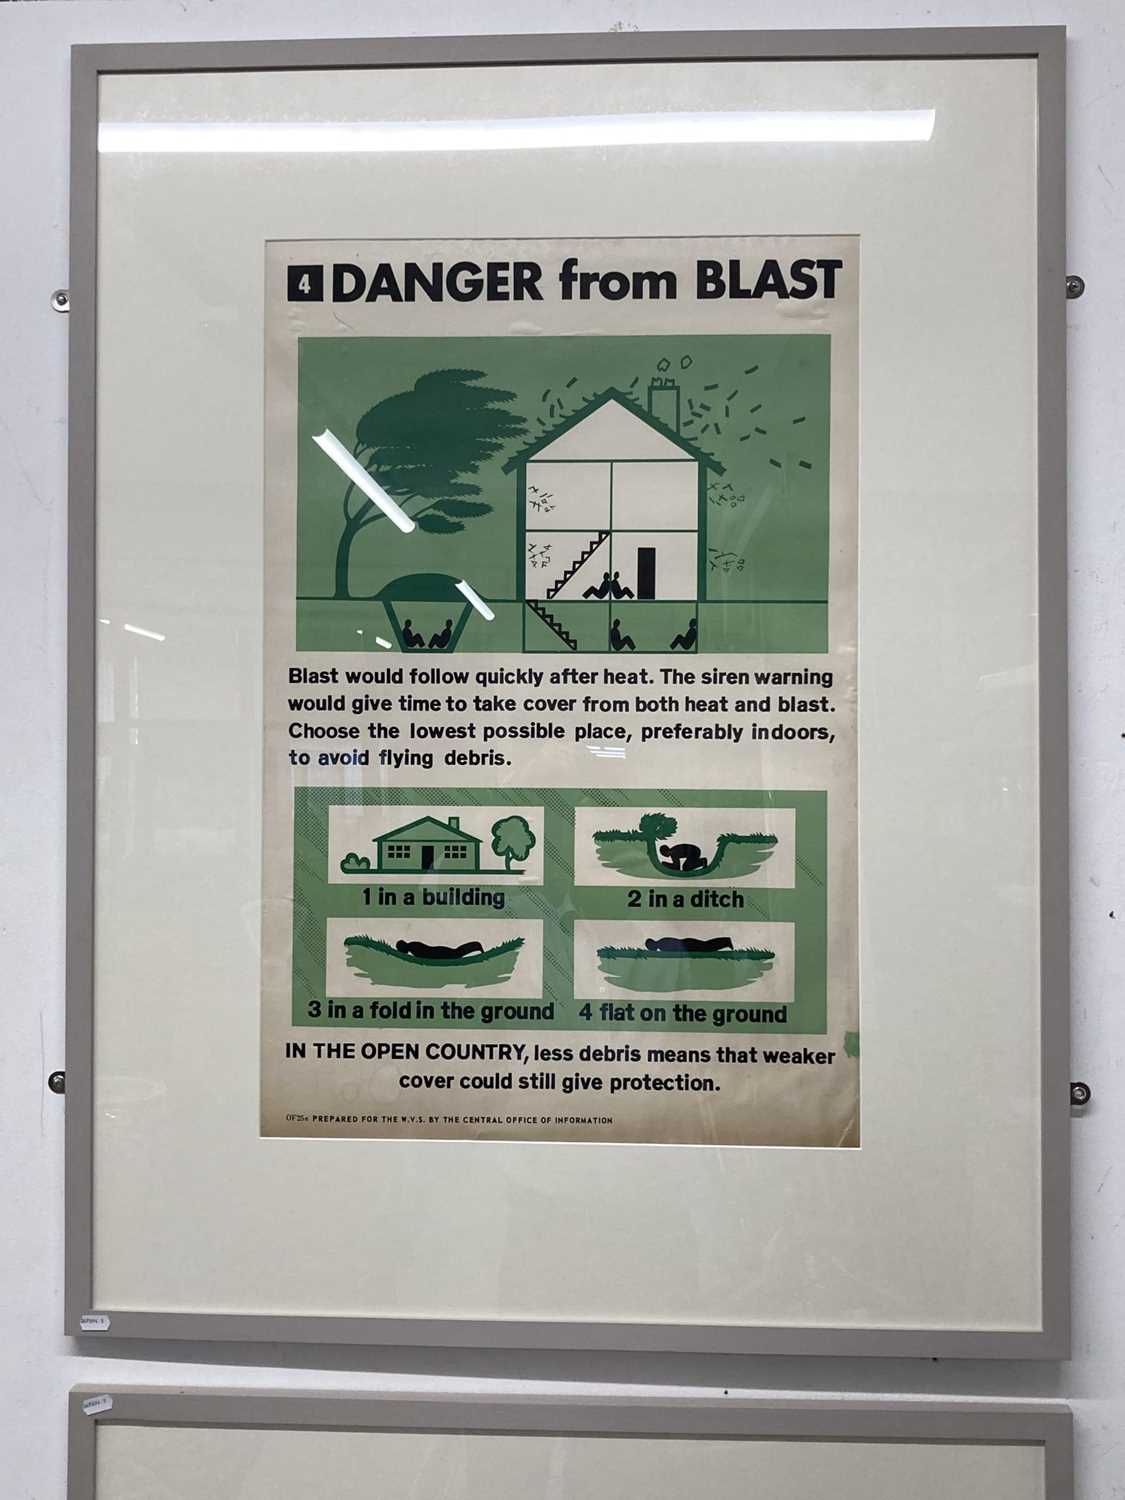 4 DANGER from BLAST
Blast would follow quickly after heat. The siren warning
would give time to take cover from both heat and blast.
Choose the lowest possible place, preferably indoors,
to avoid flying debris.
1 in a building
2 in a ditch
3 in a fold in the ground
4 flat on the ground
IN THE OPEN COUNTRY, less debris means that weaker
cover could still give protection.
PREPARED FOR THE W.V.S. BY THE CENTRAL OFFICE OF INFORMATION